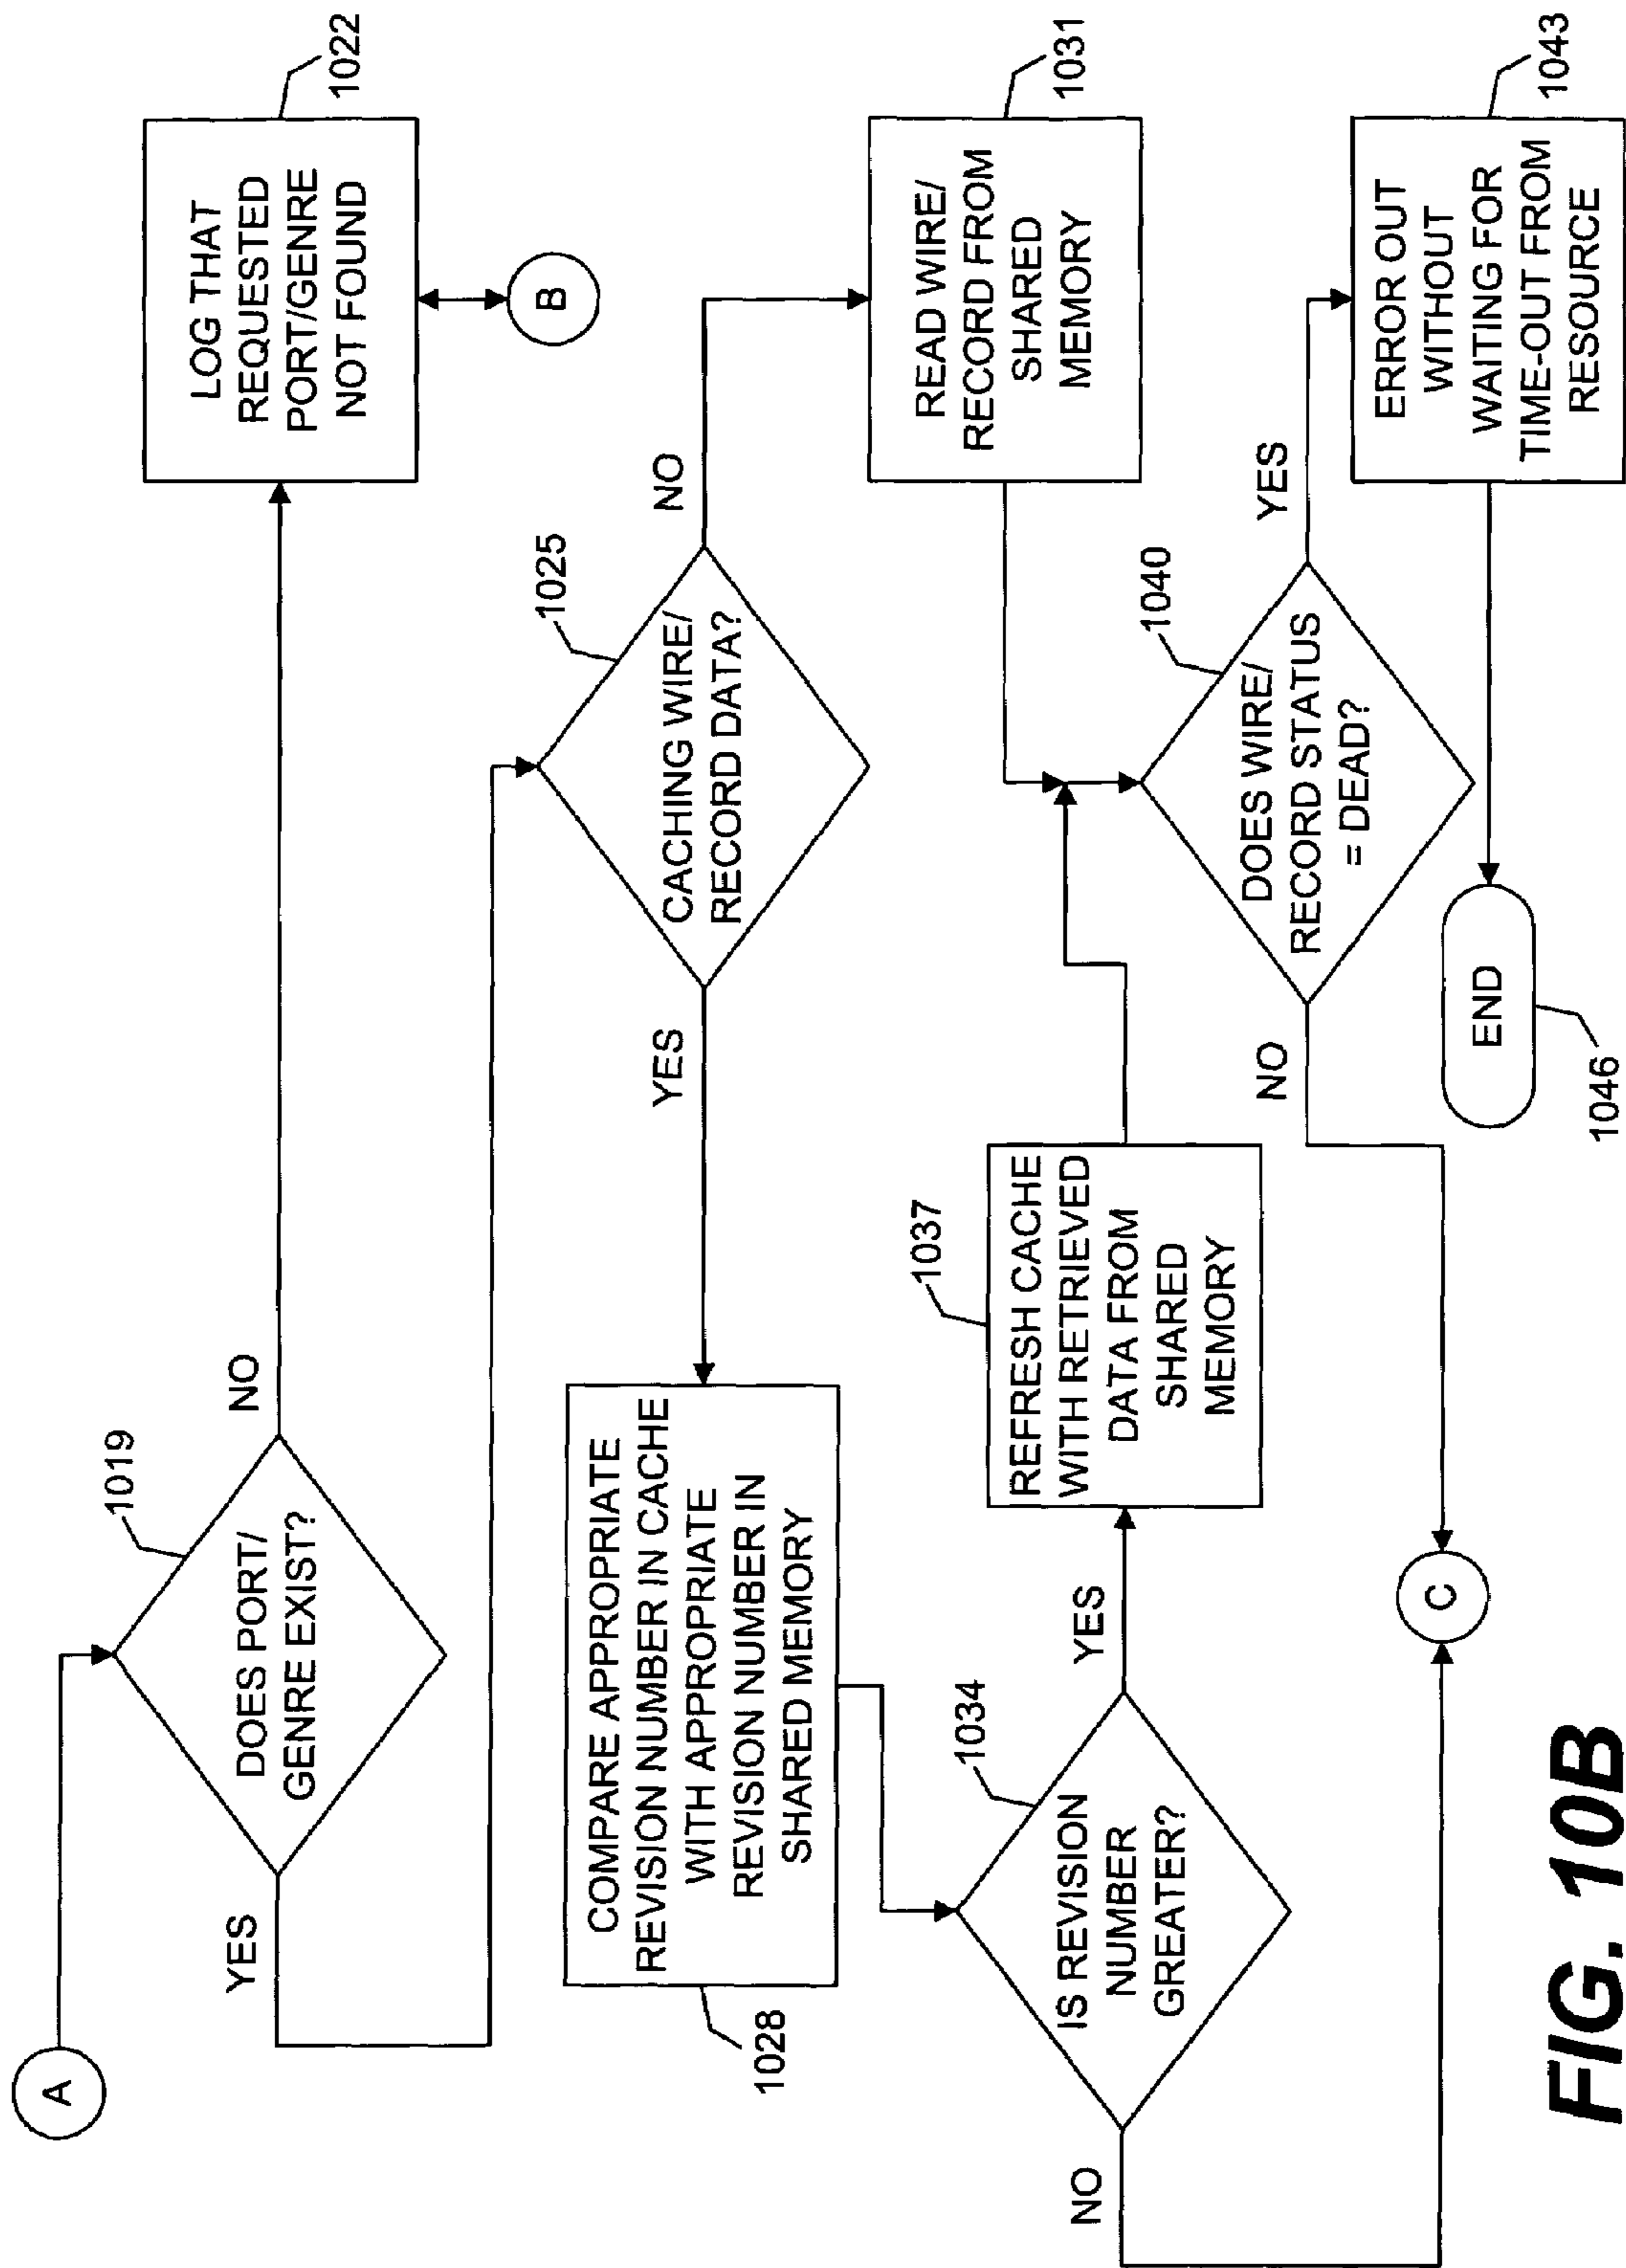 A
DOES PORT/
GENRE EXIST?
1019
YES
NO
LOG THAT
REQUESTED
PORT/GENRE
NOT FOUND
1022
B
CACHING WIRE/
RECORD DATA?
1025
YES
NO
COMPARE APPROPRIATE
REVISION NUMBER IN CACHE
WITH APPROPRIATE
REVISION NUMBER IN
SHARED MEMORY
1028
READ WIRE/
RECORD FROM
SHARED
MEMORY
1031
IS REVISION
NUMBER
GREATER?
1034
NO
YES
REFRESH CACHE
WITH RETRIEVED
DATA FROM
SHARED
MEMORY
1037
DOES WIRE/
RECORD STATUS
= DEAD?
1040
NO
YES
ERROR OUT
WITHOUT
WAITING FOR
TIME-OUT FROM
RESOURCE
1043
C
END
1046
FIG. 10B